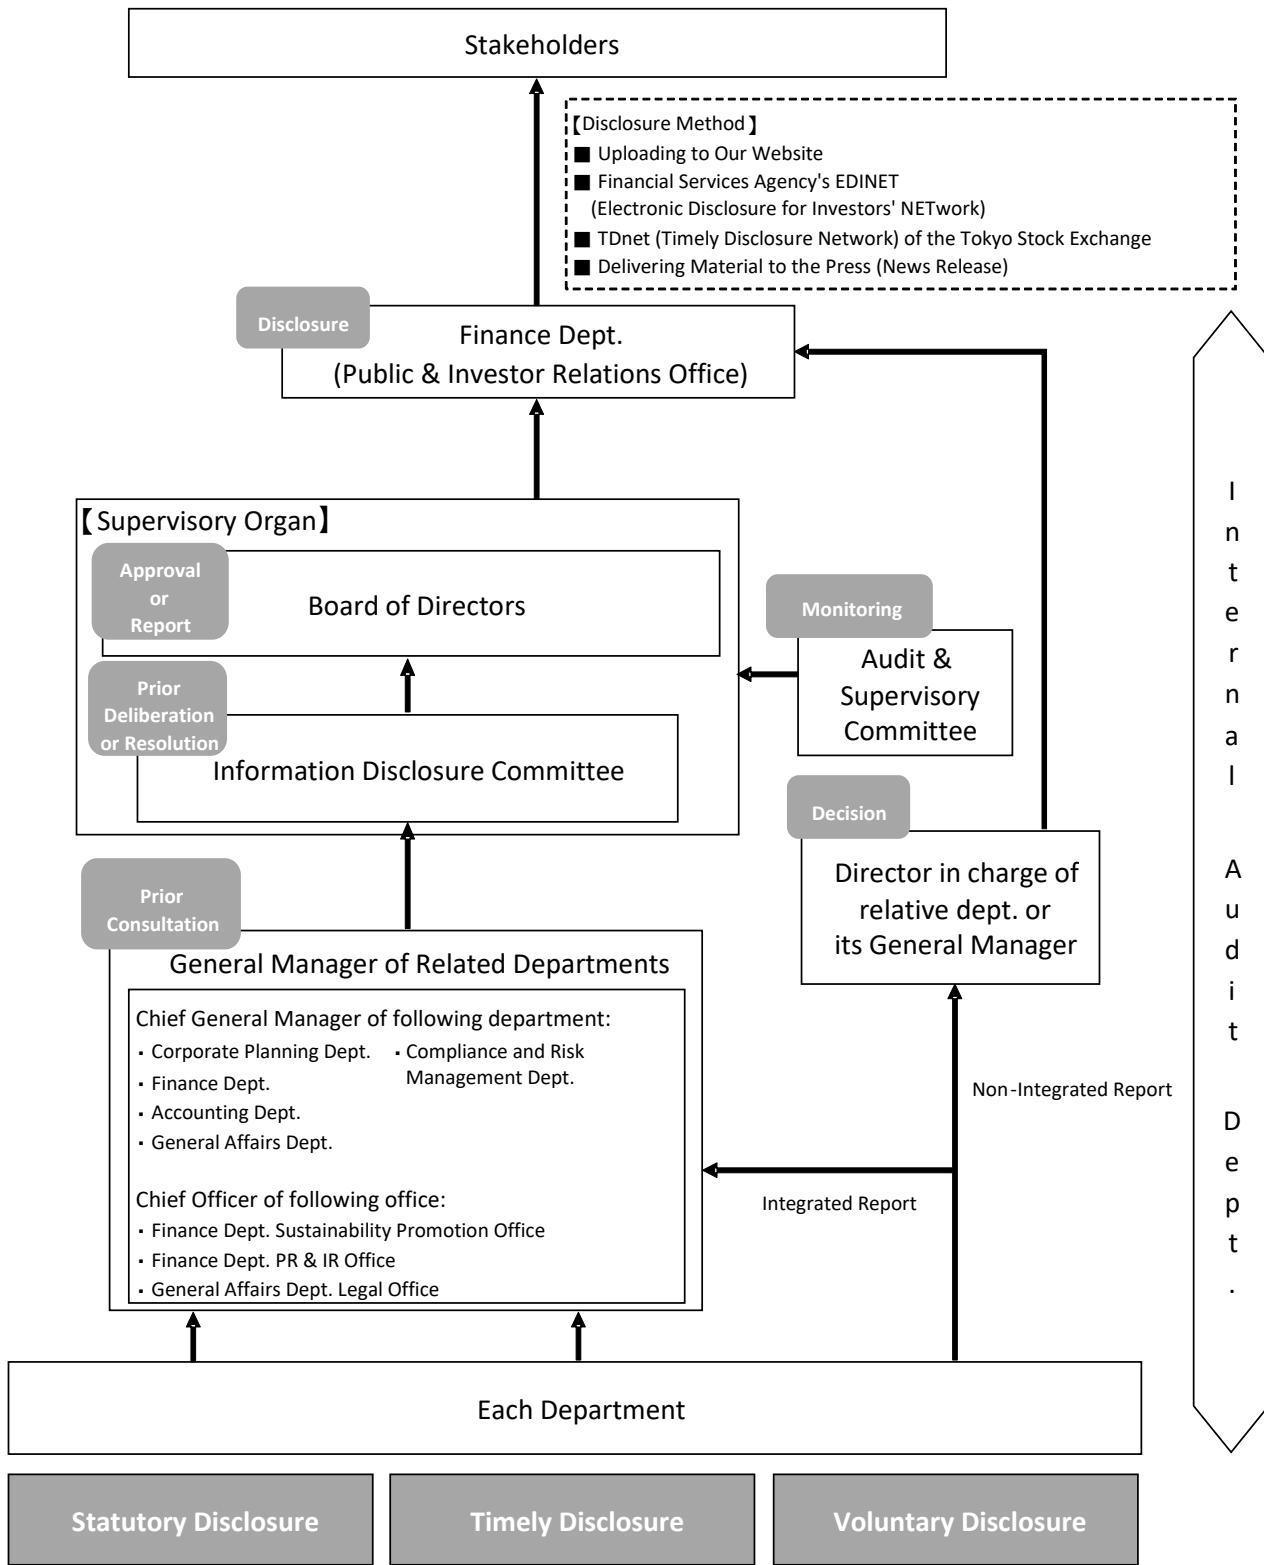 Stakeholders
【Disclosure Method】
■ Uploading to Our Website
■ Financial Services Agency's EDINET
(Electronic Disclosure for Investors' NETwork)
■ TDnet (Timely Disclosure Network) of the Tokyo Stock Exchange
■ Delivering Material to the Press (News Release)
Disclosure
Finance Dept.
(Public & Investor Relations Office)
【Supervisory Organ】
Approval
or
Report
Board of Directors
Monitoring
Audit &
Supervisory
Committee
Prior
Deliberation
or Resolution
Information Disclosure Committee
Decision
Director in charge of
relative dept. or
its General Manager
Prior
Consultation
General Manager of Related Departments
Chief General Manager of following department:
・Corporate Planning Dept.
・Finance Dept.
・Accounting Dept.
・General Affairs Dept.
・Compliance and Risk
Management Dept.
Chief Officer of following office:
・Finance Dept. Sustainability Promotion Office
・Finance Dept. PR & IR Office
・General Affairs Dept. Legal Office
Non-Integrated Report
Integrated Report
Internal Audit Dept.
Each Department
Statutory Disclosure
Timely Disclosure
Voluntary Disclosure